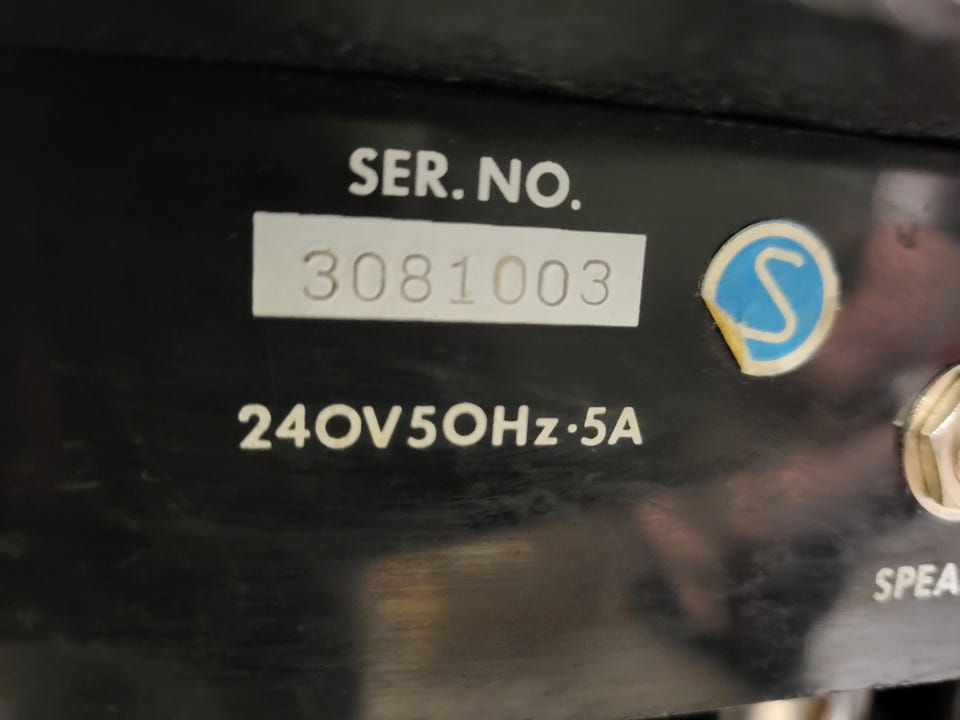 SER. NO.
3081003
S
240V50Hz·5A
SPEA